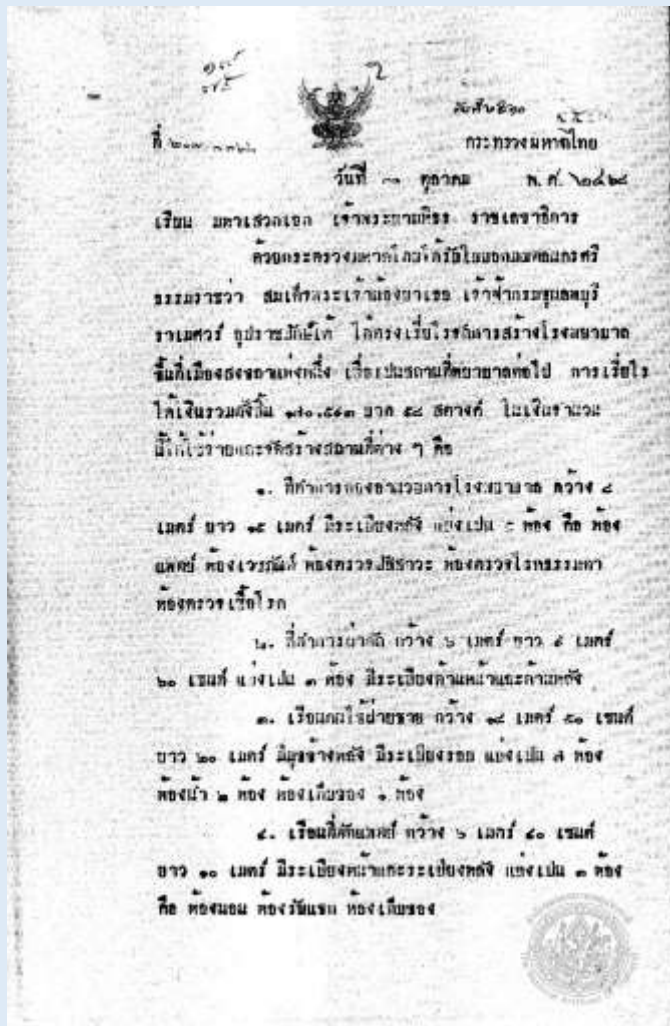 ที่
กระทรวงมหาดไทย
วันที่ ตุลาคม พ.ศ. ๒๔๖๘
เรียน มหาเสวกเอก เจ้าพระยามหิธร ราชเลขาธิการ
ด้วยกระทรวงมหาดไทยได้รับใบบอกมณฑลนครศรี
ธรรมราชว่า สมเด็จพระเจ้าน้องยาเธอ เจ้าฟ้ากรมขุนลพบุรี
ราเมศวร์ อุปราชปักษ์ใต้ ได้ทรงเรี่ยไรจัดการสร้างโรงพยาบาล
ขึ้นที่เมืองสงขลาแห่งหนึ่ง เพื่อเปนสถานที่พยาบาลต่อไป การเรี่ยไร
ได้เงินรวมทั้งสิ้น บาท ๕๘ สตางค์ ในเงินจำนวน
นี้ได้ใช้จ่ายและจัดสร้างสถานที่ต่าง ๆ คือ
๑. ที่ทำการกองอำนวยการโรงพยาบาล กว้าง ๘
เมตร์ ยาว ๑๕ เมตร์ มีระเบียงหลัง แบ่งเปน ห้อง คือ ห้อง
แพทย์ ห้องเวชภัณฑ์ ห้องตรวจปัสสาวะ ห้องตรวจโรคธรรมดา
ห้องตรวจเชื้อโรค
๒. ที่ทำการผ่าตัด กว้าง ๖ เมตร์ ยาว ๙ เมตร์
๖๐ เซนต์ แบ่งเปน ๓ ห้อง มีระเบียงด้านหน้าและด้านหลัง
๓. เรือนคนไข้ฝ่ายชาย กว้าง ๑๘ เมตร์ ๕๐ เซนต์
ยาว ๒๐ เมตร์ มีมุขข้างหลัง มีระเบียงรอบ แบ่งเปน ๗ ห้อง
ห้องน้ำ ๒ ห้อง ห้องเก็บของ ๑ ห้อง
๔. เรือนที่พักแพทย์ กว้าง ๖ เมตร์ ๔๐ เซนต์
ยาว ๑๐ เมตร์ มีระเบียงหน้าและระเบียงหลัง แบ่งเปน ๓ ห้อง
คือ ห้องนอน ห้องรับแขก ห้องเก็บของ